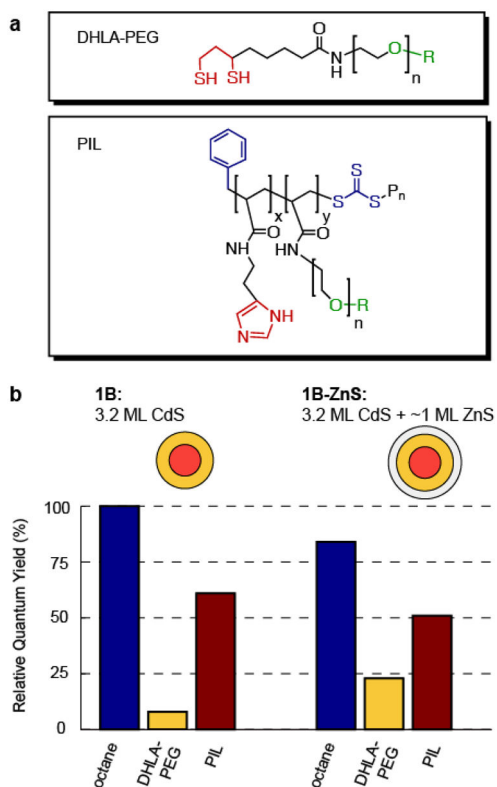 a
DHLA-PEG
O
N
H
O
R
n
SH
SH
PIL
S
S
S
P
n
x
y
O
NH
O
HN
O
R
n
NH
N
b
1B:
3.2 ML CdS
1B-ZnS:
3.2 ML CdS + ~1 ML ZnS
Relative Quantum Yield (%)
100
75
50
25
0
octane
DHLA-
PEG
PIL
octane
DHLA-
PEG
PIL